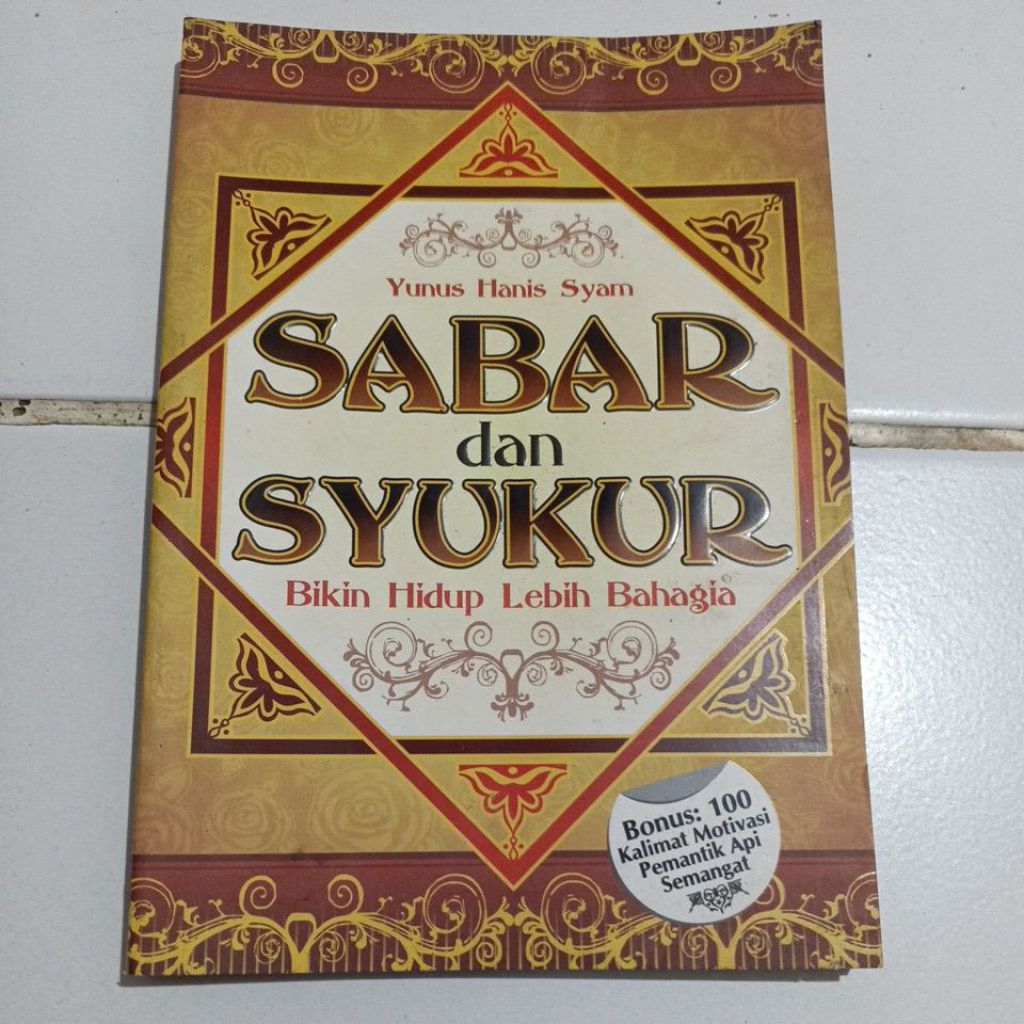 Yunus Hanis Syam
SABAR
dan
SYUKUR
Bikin Hidup Lebih Bahagia
Bonus: 100
Kalimat Motivasi
Pemantik Api
Semangat